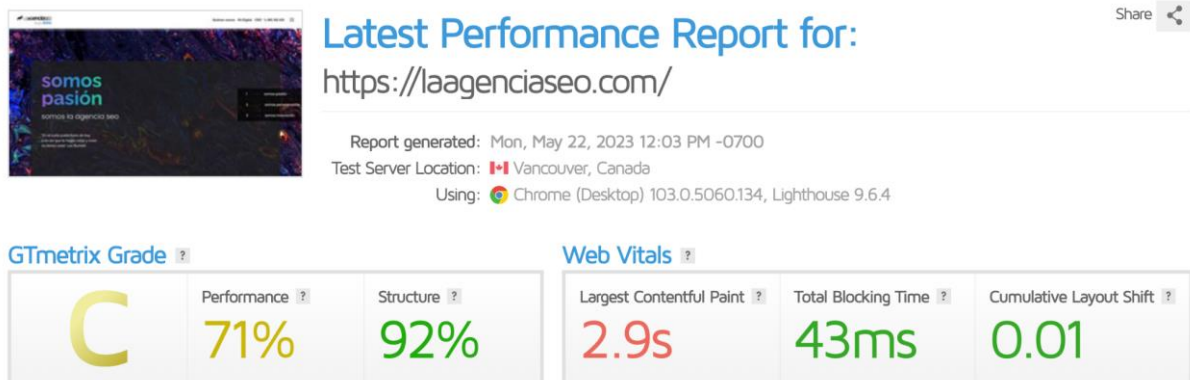 Share
Latest Performance Report for:
https://laagenciaseo.com/
somos
pasión
somos la agencia seo
Report generated: Mon, May 22, 2023 12:03 PM -0700
Test Server Location: Vancouver, Canada
Using: Chrome (Desktop) 103.0.5060.134, Lighthouse 9.6.4
GTmetrix Grade ?
Web Vitals ?
C
Performance ?
71%
Structure ?
92%
Largest Contentful Paint ?
2.9s
Total Blocking Time ?
43ms
Cumulative Layout Shift ?
0.01